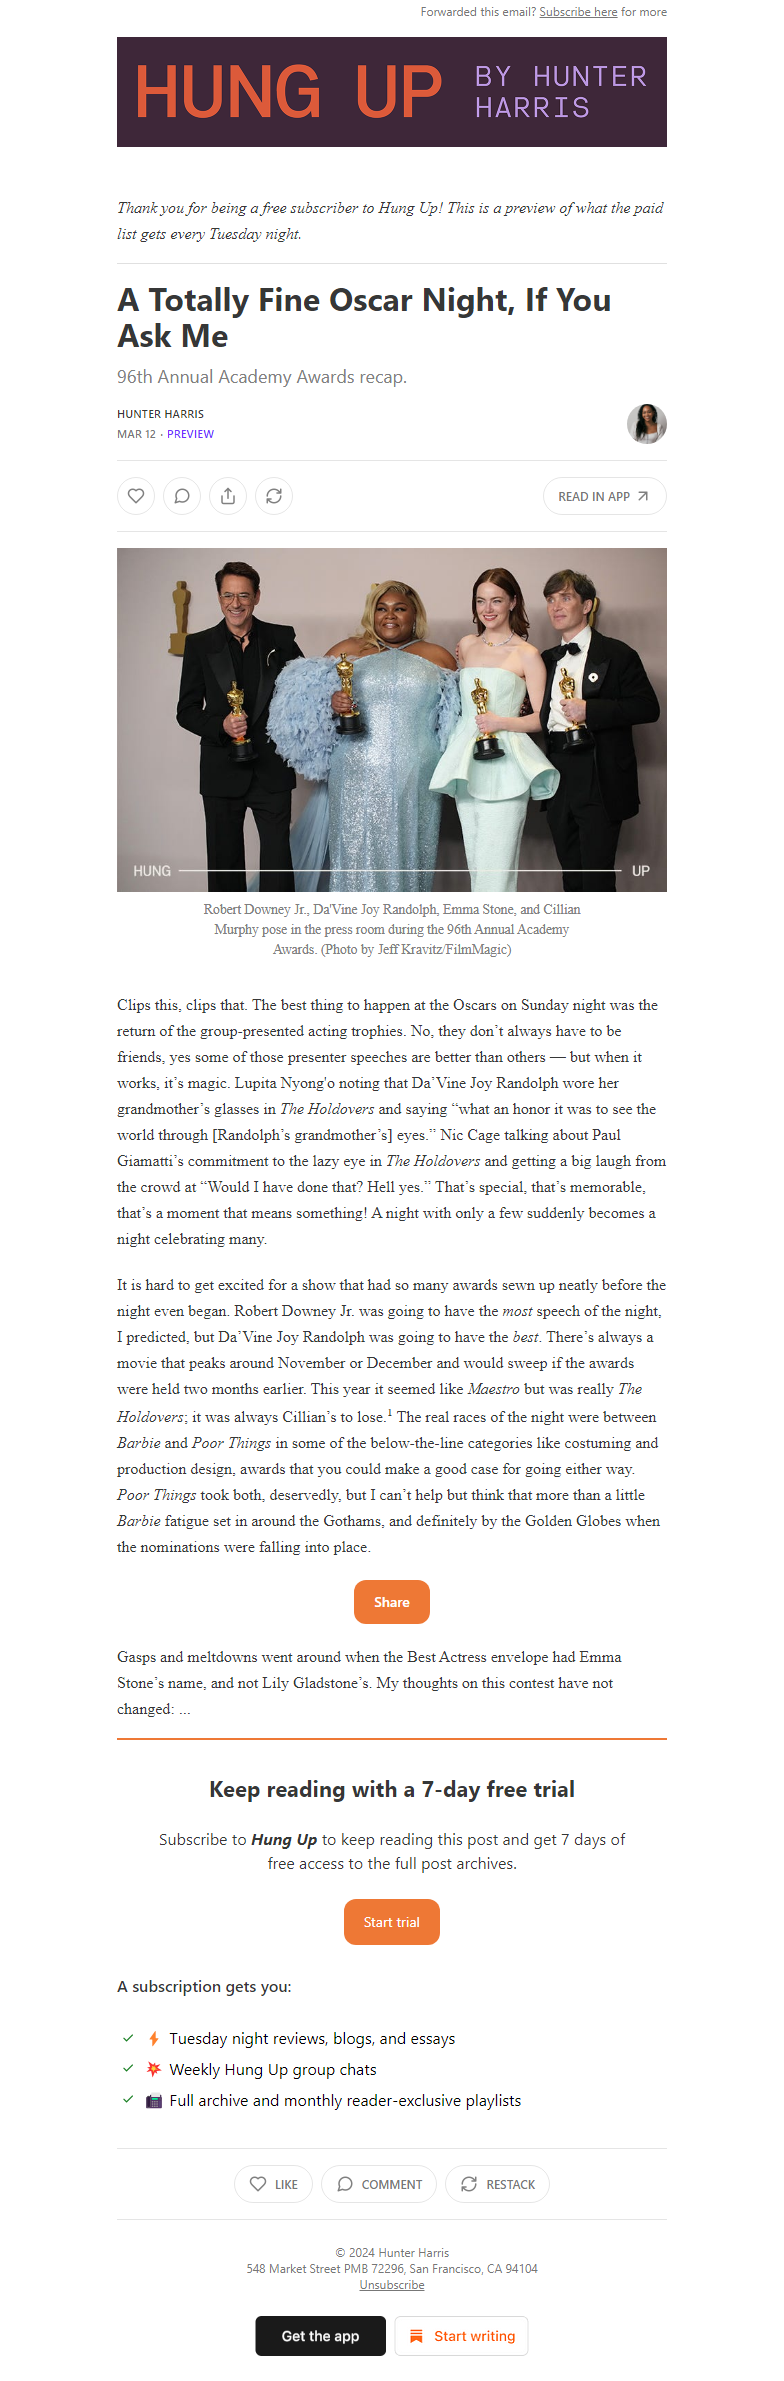 Forwarded this email? Subscribe here for more
HUNG UP BY HUNTER
HARRIS
Thank you for being a free subscriber to Hung Up! This is a preview of what the paid
list gets every Tuesday night.
A Totally Fine Oscar Night, If You
Ask Me
96th Annual Academy Awards recap.
HUNTER HARRIS
MAR 12 · PREVIEW
READ IN APP
HUNG UP
Robert Downey Jr., Da'Vine Joy Randolph, Emma Stone, and Cillian
Murphy pose in the press room during the 96th Annual Academy
Awards. (Photo by Jeff Kravitz/FilmMagic)
Clips this, clips that. The best thing to happen at the Oscars on Sunday night was the
return of the group-presented acting trophies. No, they don’t always have to be
friends, yes some of those presenter speeches are better than others — but when it
works, it’s magic. Lupita Nyong'o noting that Da’Vine Joy Randolph wore her
grandmother’s glasses in The Holdovers and saying “what an honor it was to see the
world through [Randolph’s grandmother’s] eyes.” Nic Cage talking about Paul
Giamatti’s commitment to the lazy eye in The Holdovers and getting a big laugh from
the crowd at “Would I have done that? Hell yes.” That’s special, that’s memorable,
that’s a moment that means something! A night with only a few suddenly becomes a
night celebrating many.
It is hard to get excited for a show that had so many awards sewn up neatly before the
night even began. Robert Downey Jr. was going to have the most speech of the night,
I predicted, but Da’Vine Joy Randolph was going to have the best. There’s always a
movie that peaks around November or December and would sweep if the awards
were held two months earlier. This year it seemed like Maestro but was really The
Holdovers; it was always Cillian’s to lose.1 The real races of the night were between
Barbie and Poor Things in some of the below-the-line categories like costuming and
production design, awards that you could make a good case for going either way.
Poor Things took both, deservedly, but I can’t help but think that more than a little
Barbie fatigue set in around the Gothams, and definitely by the Golden Globes when
the nominations were falling into place.
Share
Gasps and meltdowns went around when the Best Actress envelope had Emma
Stone’s name, and not Lily Gladstone’s. My thoughts on this contest have not
changed: ...
Keep reading with a 7-day free trial
Subscribe to Hung Up to keep reading this post and get 7 days of
free access to the full post archives.
Start trial
A subscription gets you:
Tuesday night reviews, blogs, and essays
Weekly Hung Up group chats
Full archive and monthly reader-exclusive playlists
LIKE COMMENT RESTACK
© 2024 Hunter Harris
548 Market Street PMB 72296, San Francisco, CA 94104
Unsubscribe
Get the app Start writing